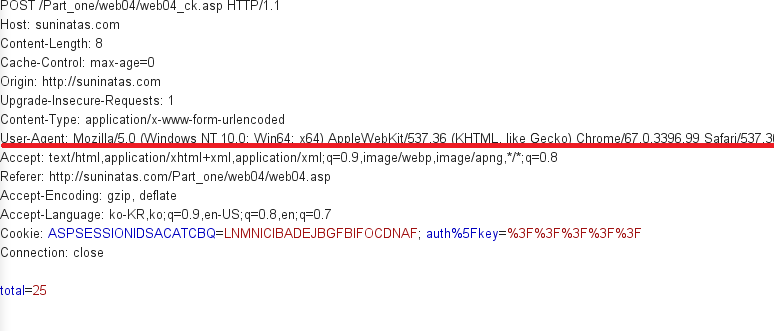 POST /Part_one/web04/web04_ck.asp HTTP/1.1
Host: suninatas.com
Content-Length: 8
Cache-Control: max-age=0
Origin: http://suninatas.com
Upgrade-Insecure-Requests: 1
Content-Type: application/x-www-form-urlencoded
User-Agent: Mozilla/5.0 (Windows NT 10.0; Win64; x64) AppleWebKit/537.36 (KHTML, like Gecko) Chrome/67.0.3396.99 Safari/537.36
Accept: text/html,application/xhtml+xml,application/xml;q=0.9,image/webp,image/apng,*/*;q=0.8
Referer: http://suninatas.com/Part_one/web04/web04.asp
Accept-Encoding: gzip, deflate
Accept-Language: ko-KR,ko;q=0.9,en-US;q=0.8,en;q=0.7
Cookie: ASPSESSIONIDSACATCBQ=LNMNICIBADEJBGFBIFOCDNAF; auth%5Fkey=%3F%3F%3F%3F%3F
Connection: close
total=25